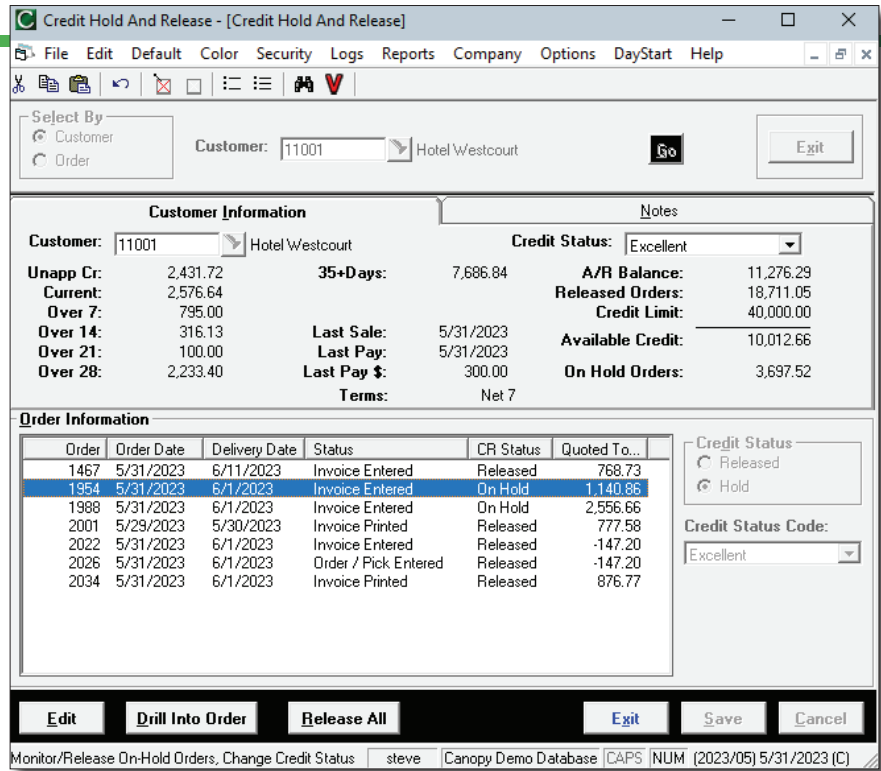 Credit Hold And Release - [Credit Hold And Release]
File Edit Default Color Security Logs Reports Company Options DayStart Help
Select By
Customer
Order
Customer: 11001 Hotel Westcourt Go Exit
Customer Information Notes
Customer: 11001 Hotel Westcourt Credit Status: Excellent
Unapp Cr: 2,431.72 35+Days: 7,686.84 A/R Balance: 11,276.29
Current: 2,576.64 Released Orders: 18,711.05
Over 7: 795.00 Credit Limit: 40,000.00
Over 14: 316.13 Last Sale: 5/31/2023 Available Credit: 10,012.66
Over 21: 100.00 Last Pay: 5/31/2023
Over 28: 2,233.40 Last Pay $: 300.00 On Hold Orders: 3,697.52
Terms: Net 7
Order Information
Order Order Date Delivery Date Status CR Status Quoted To...
1467 5/31/2023 6/11/2023 Invoice Entered Released 768.73
1954 5/31/2023 6/1/2023 Invoice Entered On Hold 1,140.86
1988 5/31/2023 6/1/2023 Invoice Entered On Hold 2,556.66
2001 5/29/2023 5/30/2023 Invoice Printed Released 777.58
2022 5/31/2023 6/1/2023 Invoice Entered Released -147.20
2026 5/31/2023 6/1/2023 Order / Pick Entered Released -147.20
2034 5/31/2023 6/1/2023 Invoice Printed Released 876.77
Credit Status
Released
Hold
Credit Status Code:
Excellent
Edit Drill Into Order Release All Exit Save Cancel
Monitor/Release On-Hold Orders, Change Credit Status steve Canopy Demo Database CAPS NUM (2023/05) 5/31/2023 (C)